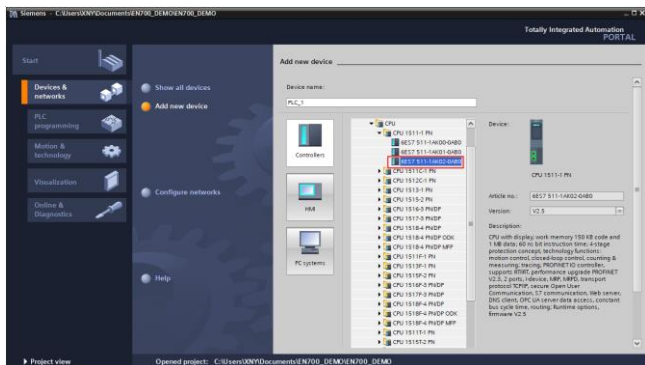 Siemens - C:\Users\XNY\Documents\EN700_DEMO\EN700_DEMO
Totally Integrated Automation
PORTAL
Start
Devices &
networks
PLC
programming
Motion &
technology
Visualization
Online &
Diagnostics
Show all devices
Add new device
Configure networks
Help
Add new device
Device name:
PLC_1
Controllers
HMI
PC systems
CPU
CPU 1511-1 PN
6ES7 511-1AK00-0AB0
6ES7 511-1AK01-0AB0
6ES7 511-1AK02-0AB0
CPU 1511C-1 PN
CPU 1512C-1 PN
CPU 1513-1 PN
CPU 1515-2 PN
CPU 1516-3 PN/DP
CPU 1517-3 PN/DP
CPU 1518-4 PN/DP
CPU 1518-4 PN/DP ODK
CPU 1518-4 PN/DP MFP
CPU 1511F-1 PN
CPU 1513F-1 PN
CPU 1515F-2 PN
CPU 1516F-3 PN/DP
CPU 1517F-3 PN/DP
CPU 1518F-4 PN/DP
CPU 1518F-4 PN/DP ODK
CPU 1518F-4 PN/DP MFP
CPU 1511T-1 PN
CPU 1515T-2 PN
Device:
CPU 1511-1 PN
Article no.:
6ES7 511-1AK02-0AB0
Version:
V2.5
Description:
CPU with display; work memory 150 KB code and
1 MB data; 60 ns bit instruction time; 4-stage
protection concept, technology functions:
motion control, closed-loop control, counting &
measuring; tracing; PROFINET IO controller,
supports RT/IRT, performance upgrade PROFINET
V2.3, 2 ports, I-device, MRP, MRPD, transport
protocol TCP/IP, secure Open User
Communication, S7 communication, Web server,
DNS client, OPC UA server data access, constant
bus cycle time, routing; Runtime options,
firmware V2.5
Project view
Opened project: C:\Users\XNY\Documents\EN700_DEMO\EN700_DEMO